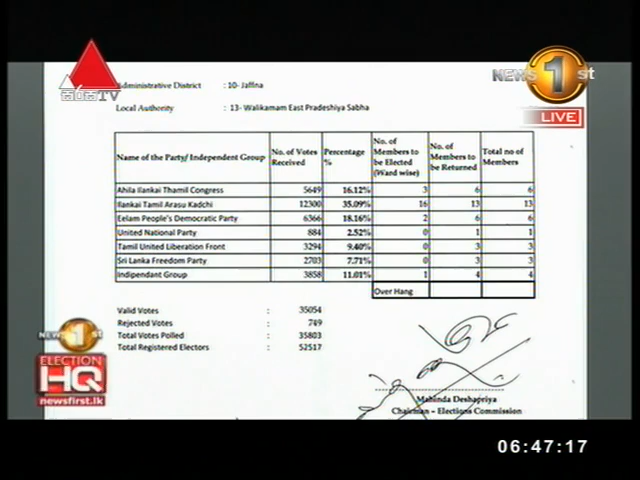 සිරස TV
NEWS 1st
LIVE
Administrative District : 10- Jaffna
Local Authority : 13- Walikamam East Pradeshiya Sabha
Name of the Party/ Independent Group No. of Votes Received Percentage % No. of Members to be Elected (Ward wise) No. of Members to be Returned Total no of Members
Ahila Ilankai Thamil Congress 5649 16.12% 3 6 6
Ilankai Tamil Arasu Kadchi 12300 35.09% 16 13 13
Eelam People's Democratic Party 6366 18.16% 2 6 6
United National Party 884 2.52% 0 1 1
Tamil United Liberation Front 3294 9.40% 0 3 3
Sri Lanka Freedom Party 2703 7.71% 0 3 3
Indipendant Group 3858 11.01% 1 4 4
Over Hang
Valid Votes : 35054
Rejected Votes : 749
Total Votes Polled : 35803
Total Registered Electors : 52517
Mahinda Deshapriya
Chairman – Elections Commission
NEWS 1st
ELECTION
HQ
newsfirst.lk
06:47:17